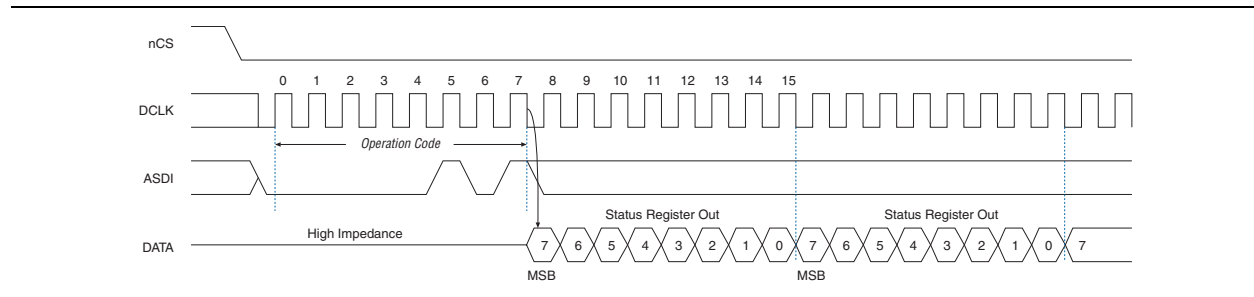 nCS
0 1 2 3 4 5 6 7 8 9 10 11 12 13 14 15
DCLK
Operation Code
ASDI
Status Register Out Status Register Out
High Impedance
DATA 7 6 5 4 3 2 1 0 7 6 5 4 3 2 1 0 7
MSB MSB